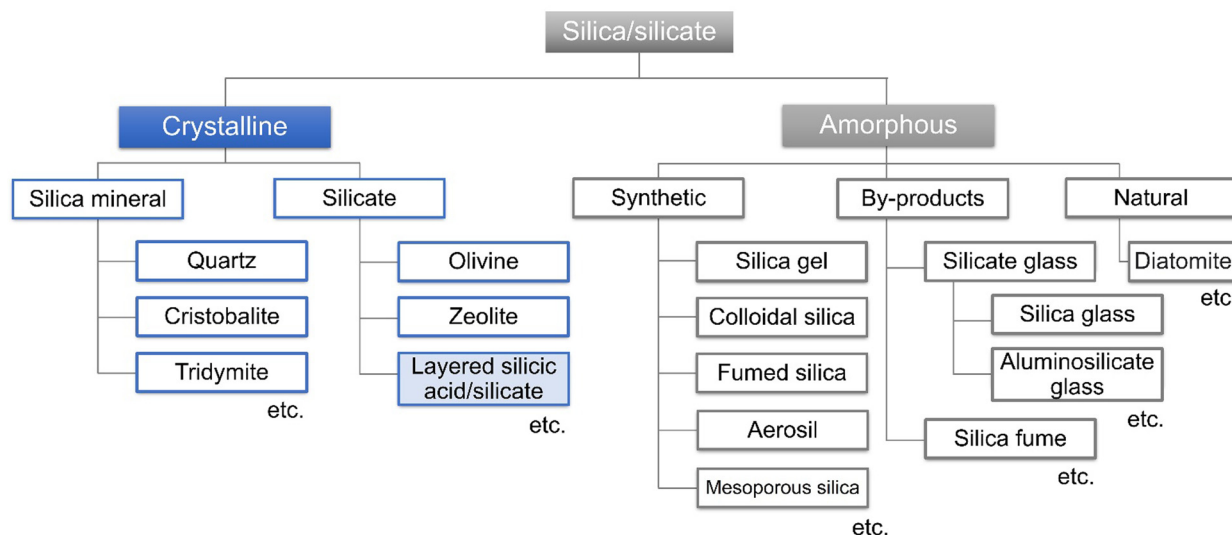 Silica/silicate
Crystalline
Silica mineral
Quartz
Cristobalite
Tridymite
etc.
Silicate
Olivine
Zeolite
Layered silicic
acid/silicate
etc.
Amorphous
Synthetic
Silica gel
Colloidal silica
Fumed silica
Aerosil
Mesoporous silica
etc.
By-products
Silicate glass
Silica glass
Aluminosilicate
glass
etc.
Silica fume
etc.
Natural
Diatomite
etc